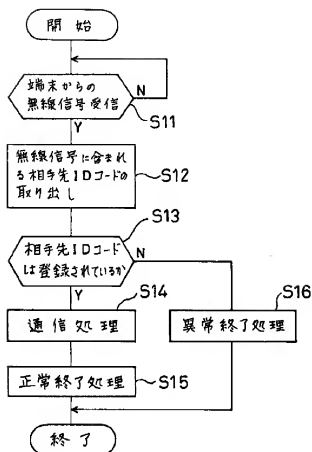 開始
端末からの
無線信号受信
N
S11
Y
無線信号に含まれ
る相手先IDコードの
取り出し
S12
S13
相手先IDコード
は登録されているか
N
Y
S14
S16
通信処理
異常終了処理
正常終了処理
S15
終了